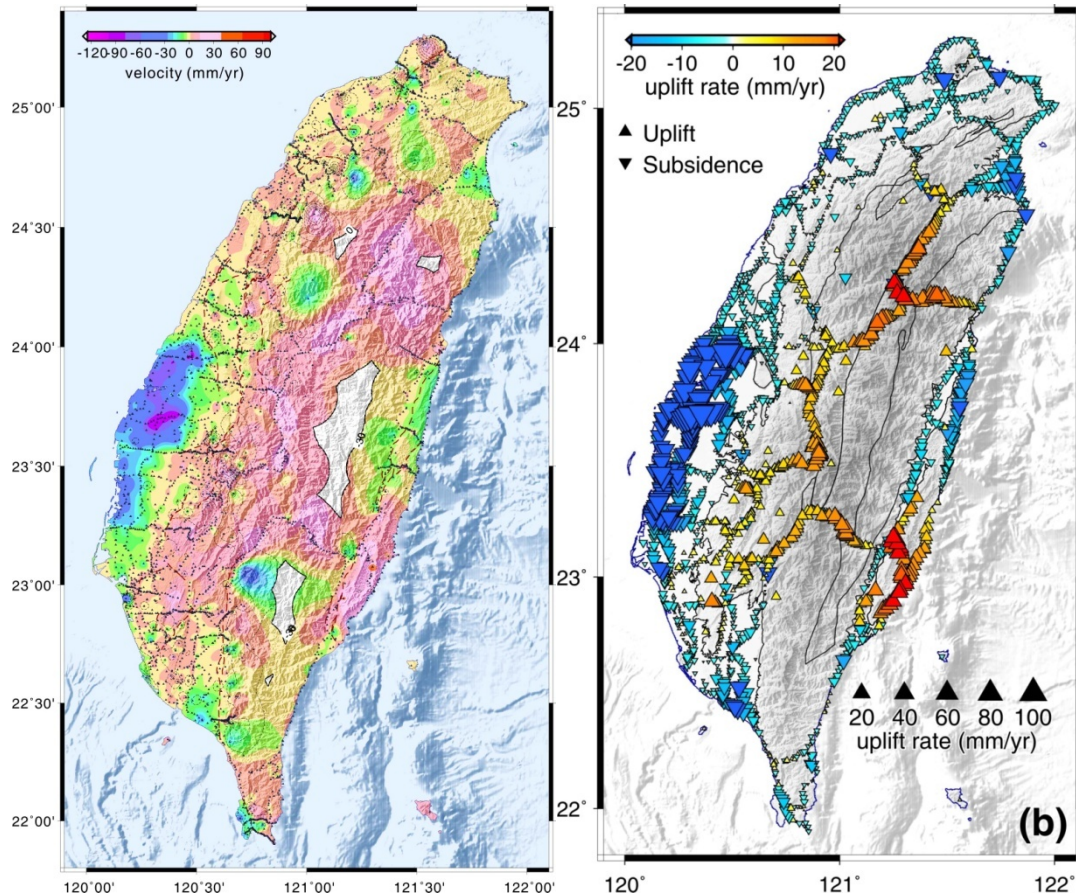 -120 -90 -60 -30 0 30 60 90
velocity (mm/yr)
25°00'
24°30'
24°00'
23°30'
23°00'
22°30'
22°00'
120°00' 120°30' 121°00' 121°30' 122°00'
0
-30
-20 -10 0 10 20
uplift rate (mm/yr)
Uplift
Subsidence
25°
24°
23°
22°
20 40 60 80 100
uplift rate (mm/yr)
(b)
120° 121° 122°